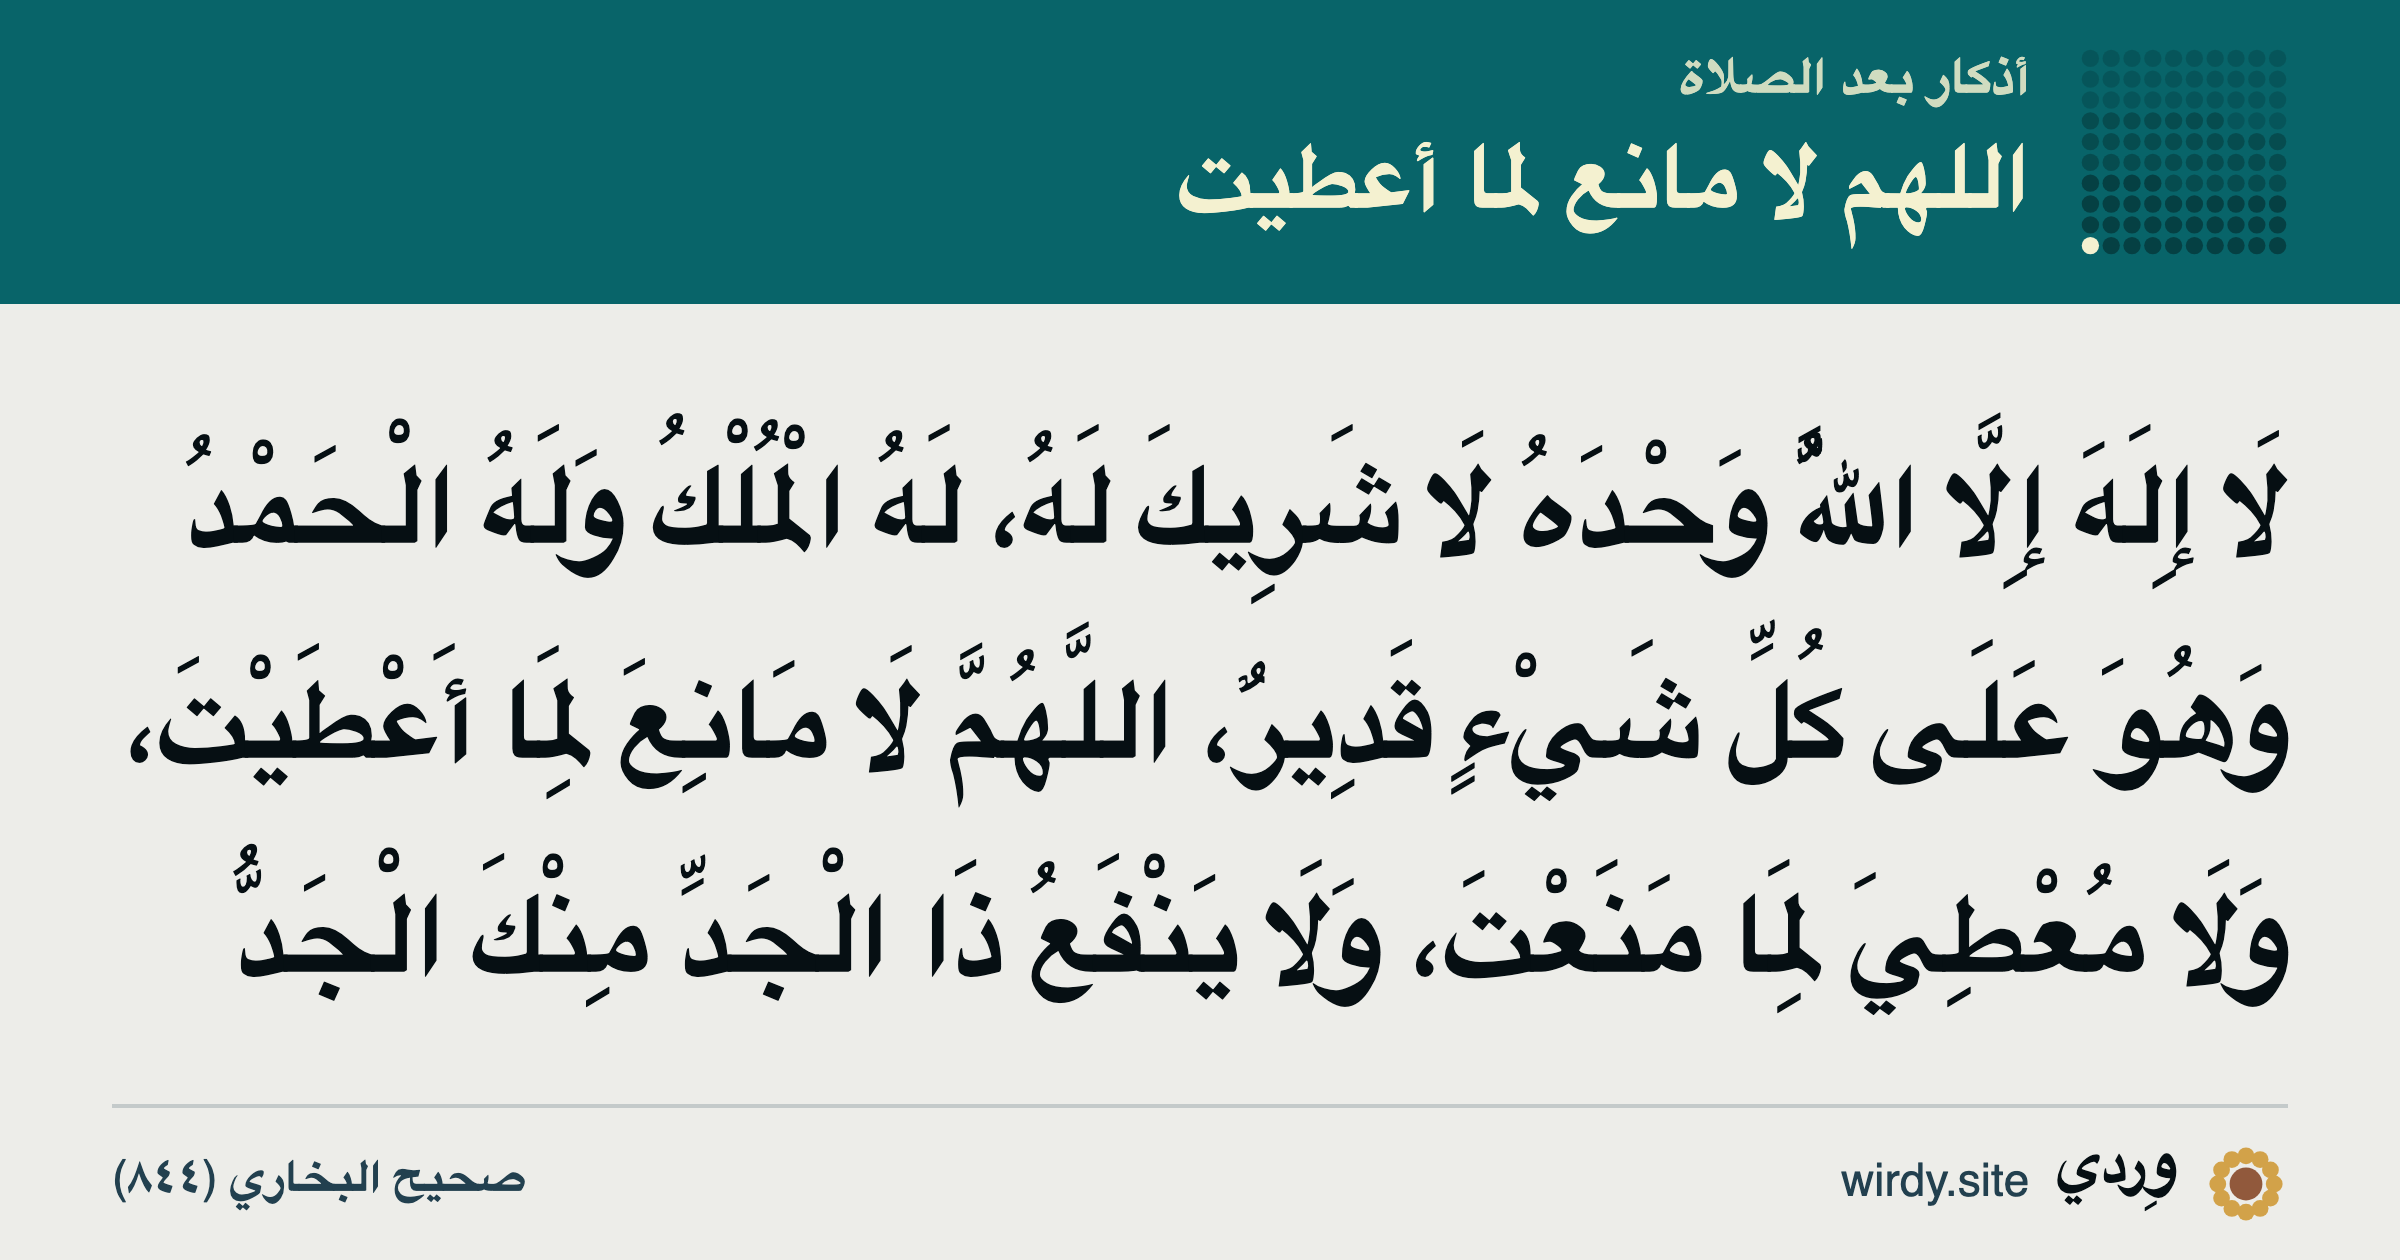 أذكار بعد الصلاة
اللهم لا مانع لما أعطيت
لَا إِلَهَ إِلَّا اللهُ وَحْدَهُ لَا شَرِيكَ لَهُ، لَهُ الْمُلْكُ وَلَهُ الْحَمْدُ
وَهُوَ عَلَى كُلِّ شَيْءٍ قَدِيرٌ، اللَّهُمَّ لَا مَانِعَ لِمَا أَعْطَيْتَ،
وَلَا مُعْطِيَ لِمَا مَنَعْتَ، وَلَا يَنْفَعُ ذَا الْجَدِّ مِنْكَ الْجَدُّ
وِردي wirdy.site
صحيح البخاري (٨٤٤)